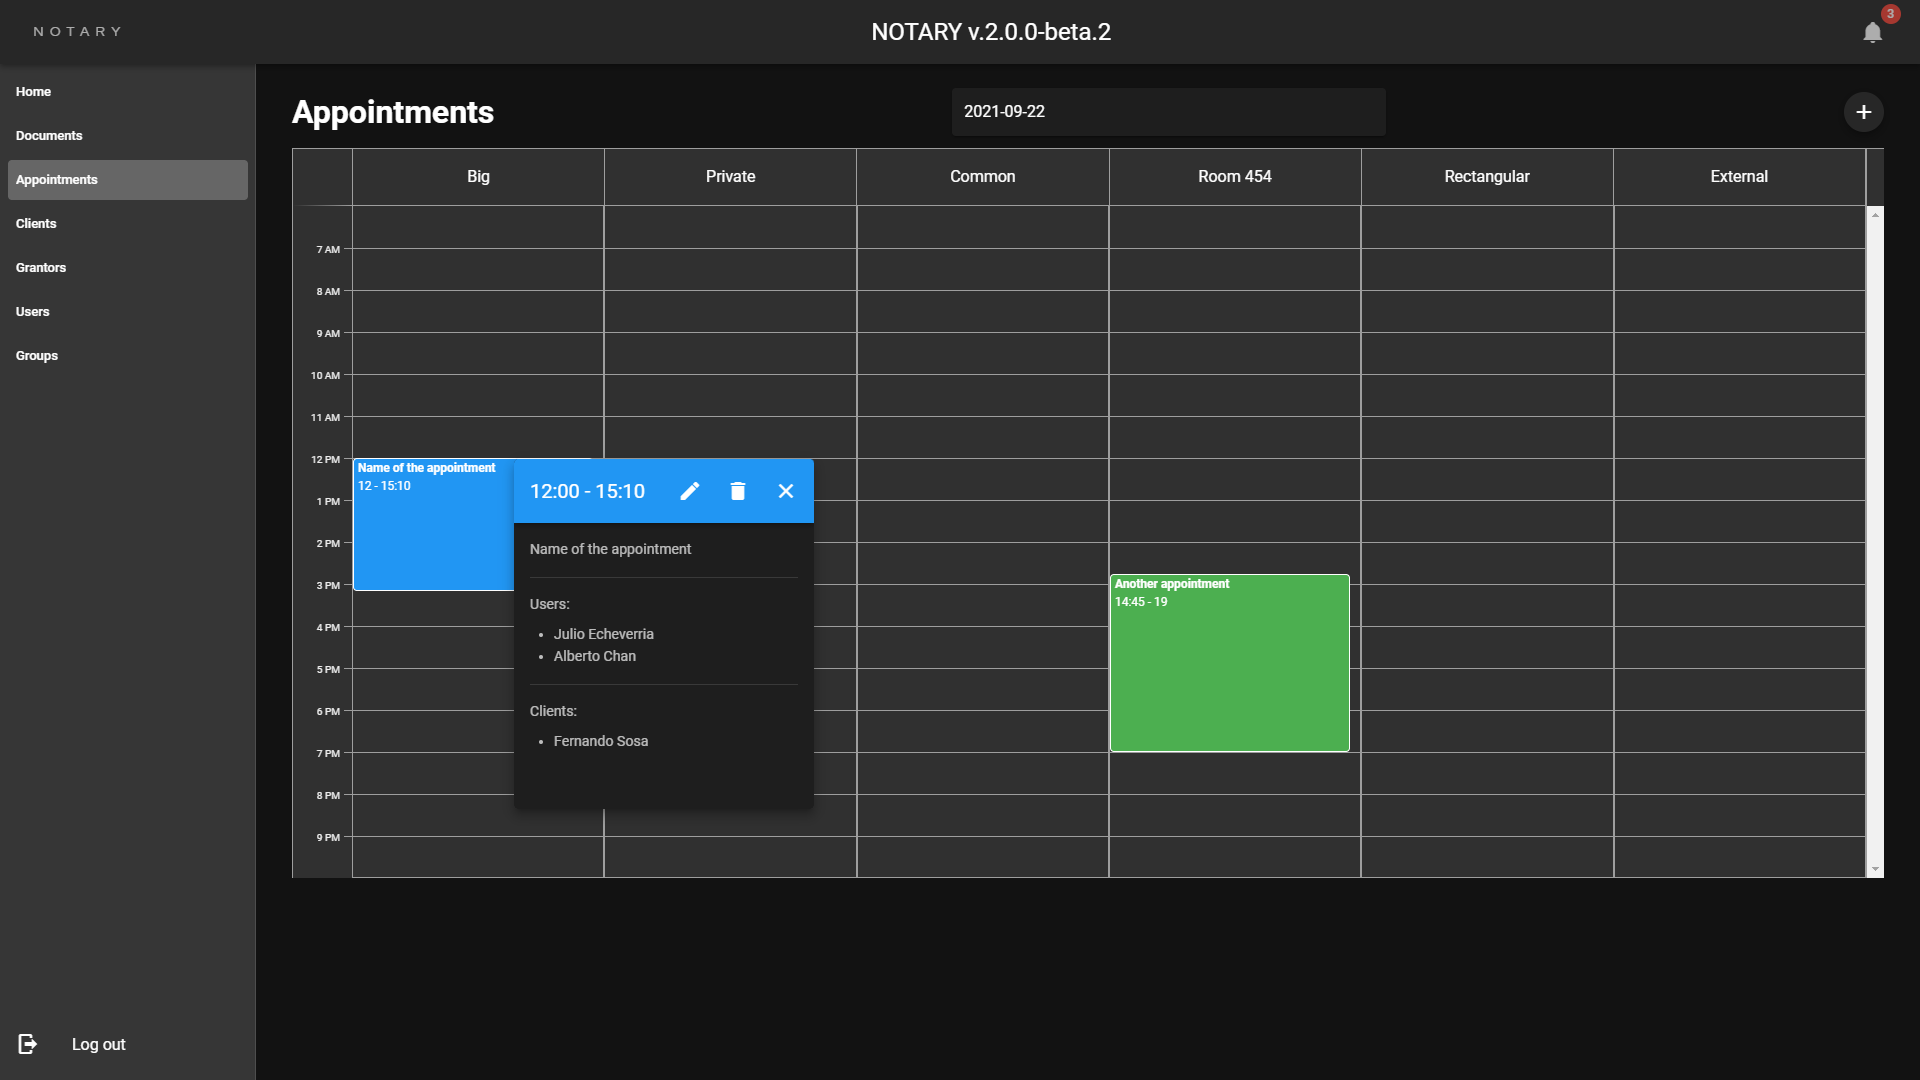 NOTARY
NOTARY v.2.0.0-beta.2
3
Home
Documents
Appointments
Clients
Grantors
Users
Groups
Log out
Appointments
2021-09-22
Big
Private
Common
Room 454
Rectangular
External
7 AM
8 AM
9 AM
10 AM
11 AM
12 PM
1 PM
2 PM
3 PM
4 PM
5 PM
6 PM
7 PM
8 PM
9 PM
Name of the appointment
12 - 15:10
12:00 - 15:10
Name of the appointment
Users:
• Julio Echeverria
• Alberto Chan
Clients:
• Fernando Sosa
Another appointment
14:45 - 19